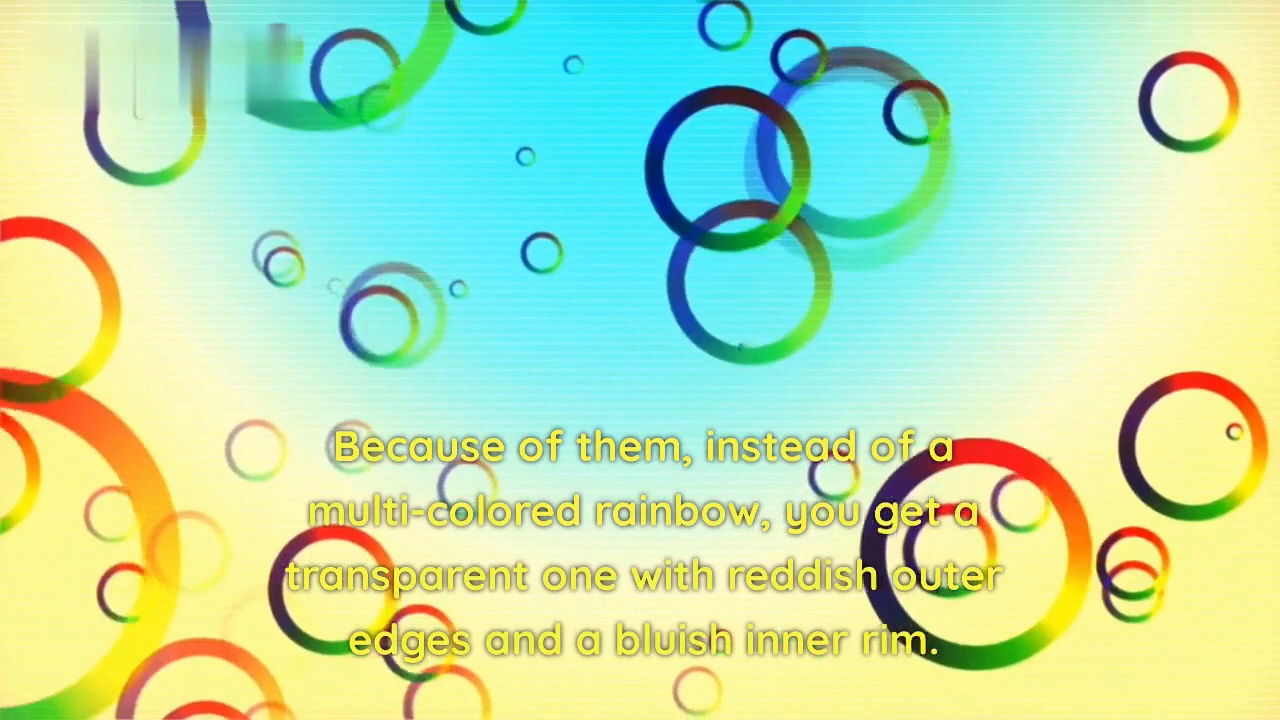 Because of them, instead of a
multi-colored rainbow, you get a
transparent one with reddish outer
edges and a bluish inner rim.